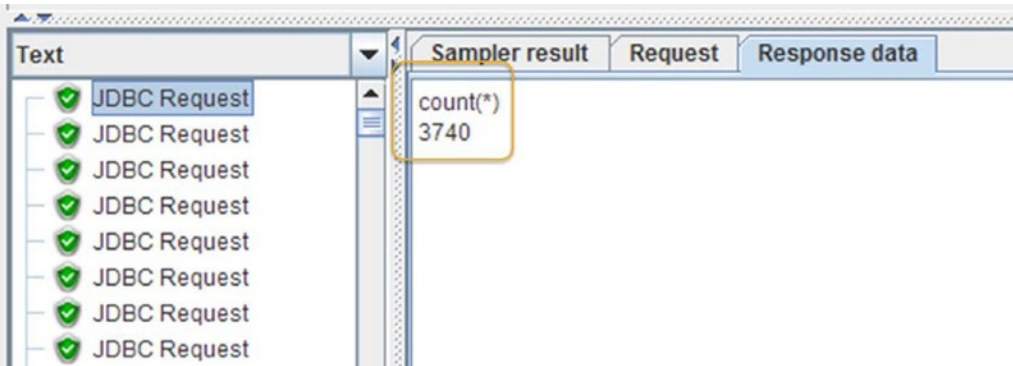 Text
Sampler result Request Response data
JDBC Request
JDBC Request
JDBC Request
JDBC Request
JDBC Request
JDBC Request
JDBC Request
JDBC Request
count(*)
3740